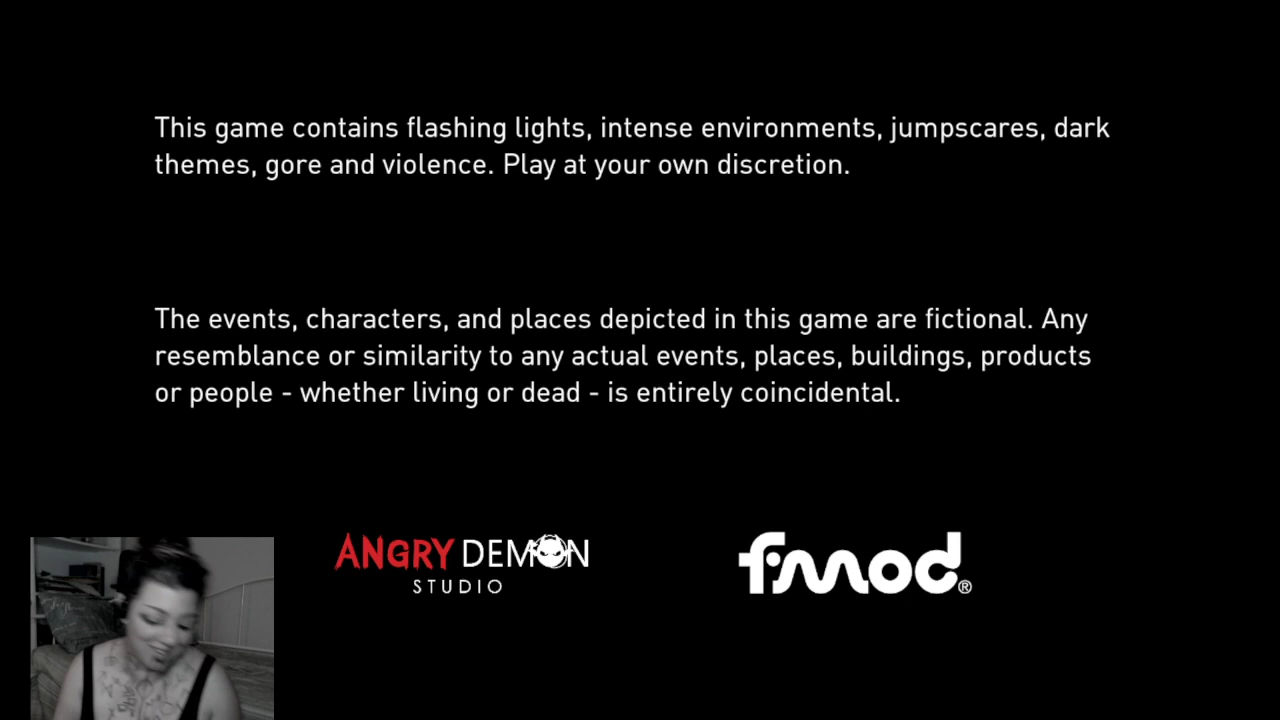 This game contains flashing lights, intense environments, jumpscares, dark
themes, gore and violence. Play at your own discretion.
The events, characters, and places depicted in this game are fictional. Any
resemblance or similarity to any actual events, places, buildings, products
or people - whether living or dead - is entirely coincidental.
ANGRY DEMON
STUDIO
fmod®